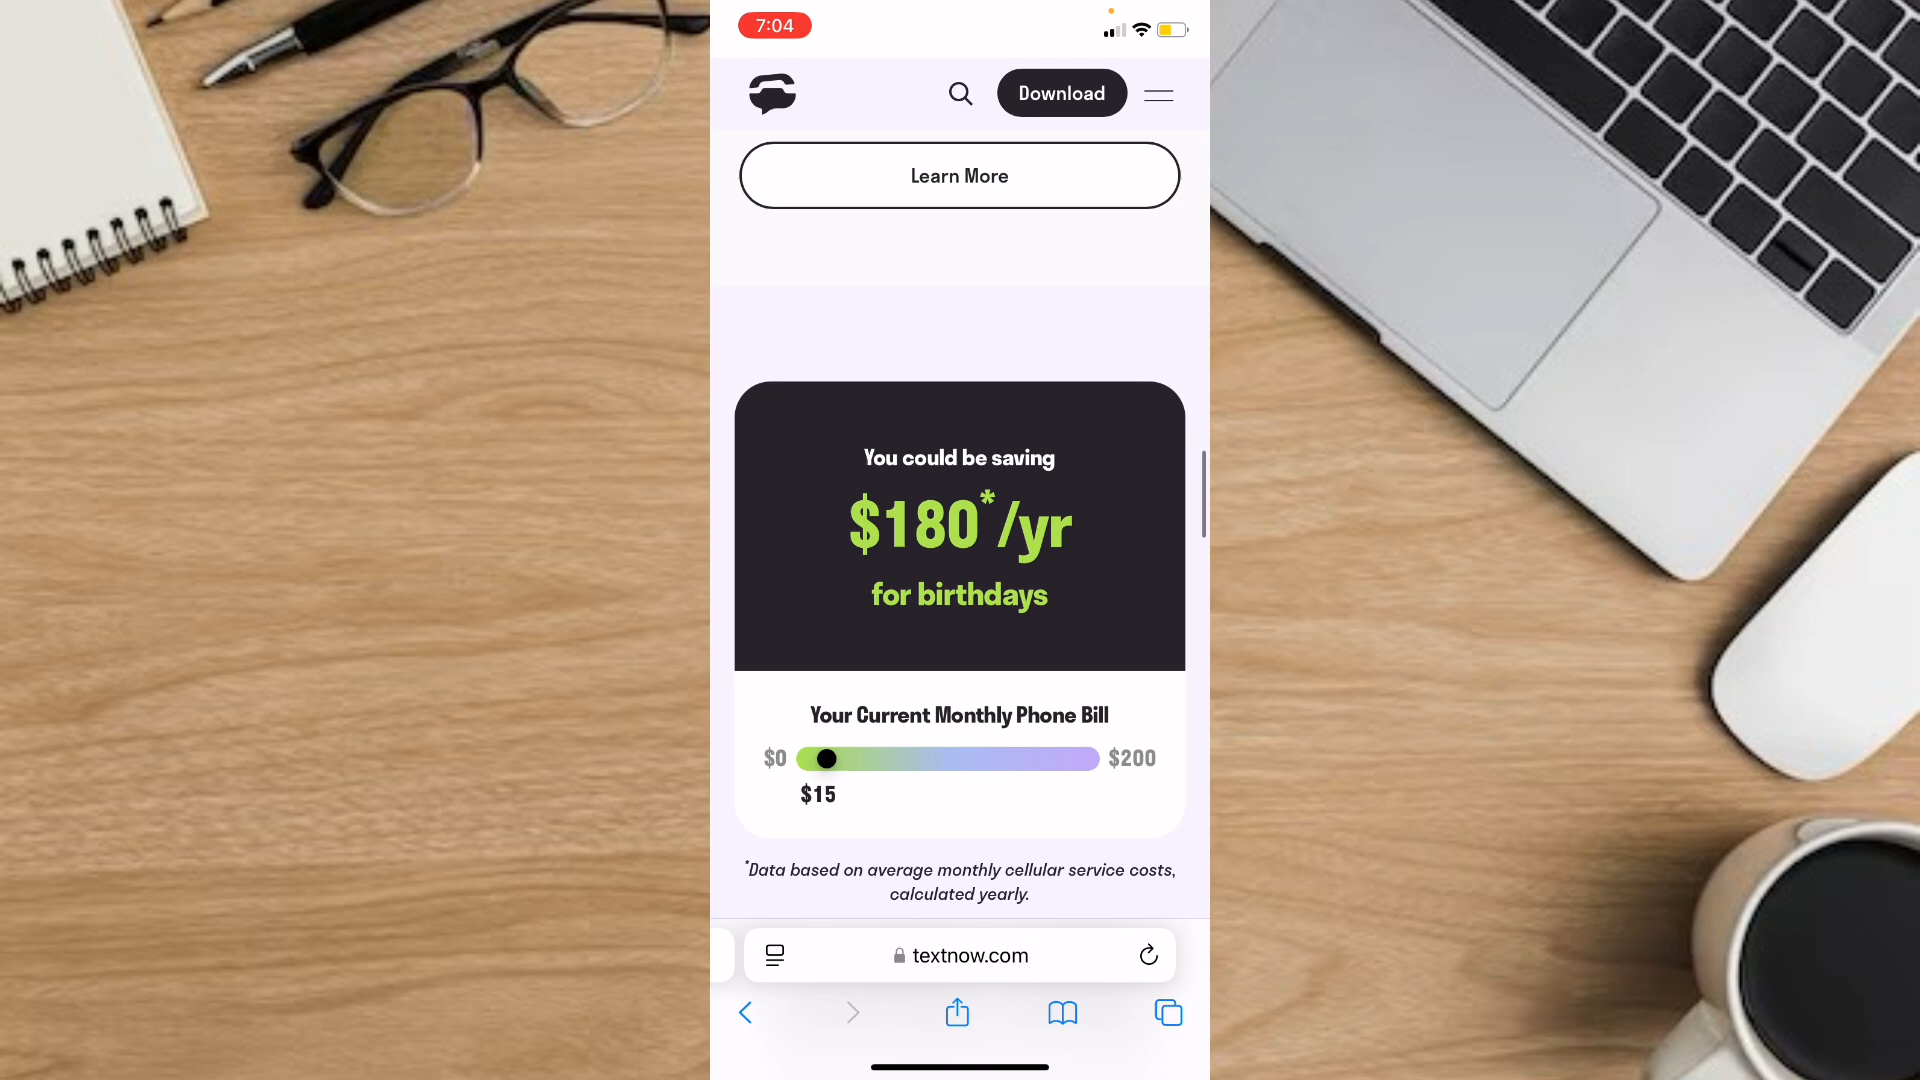 7:04
Download
Learn More
You could be saving
$180*/yr
for birthdays
Your Current Monthly Phone Bill
$0
$200
$15
*Data based on average monthly cellular service costs,
calculated yearly.
textnow.com